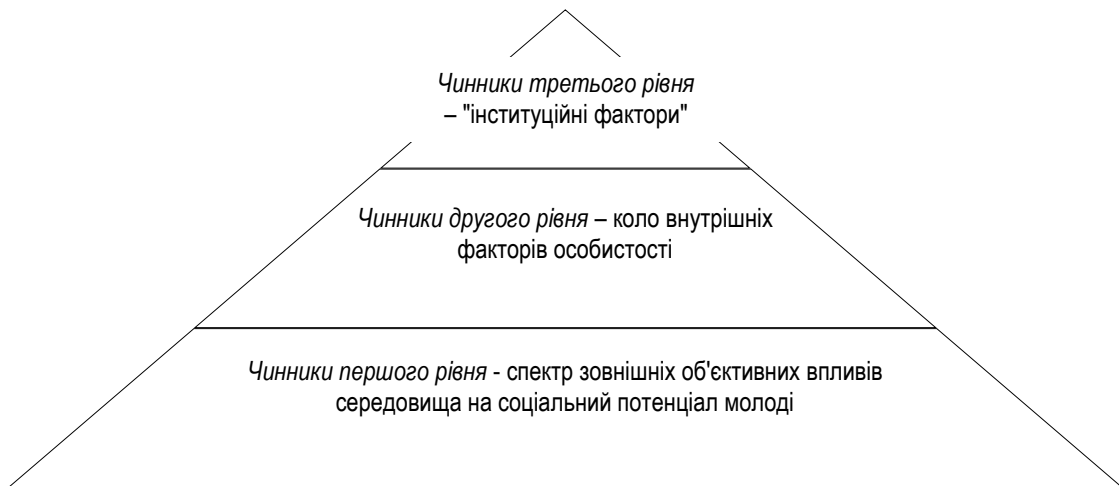 Чинники третього рівня
– "інституційні фактори"
Чинники другого рівня – коло внутрішніх
факторів особистості
Чинники першого рівня - спектр зовнішніх об'єктивних впливів
середовища на соціальний потенціал молоді